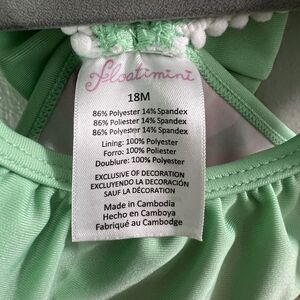 Floatimini
18M
86% Polyester 14% Spandex
86% Poliester 14% Spandex
86% Polyester 14% Spandex
Lining: 100% Polyester
Forro: 100% Poliester
Doublure: 100% Polyester
EXCLUSIVE OF DECORATION
EXCLUYENDO LA DECORACIÓN
SAUF LA DÉCORATION
Made in Cambodia
Hecho en Camboya
Fabriqué au Cambodge